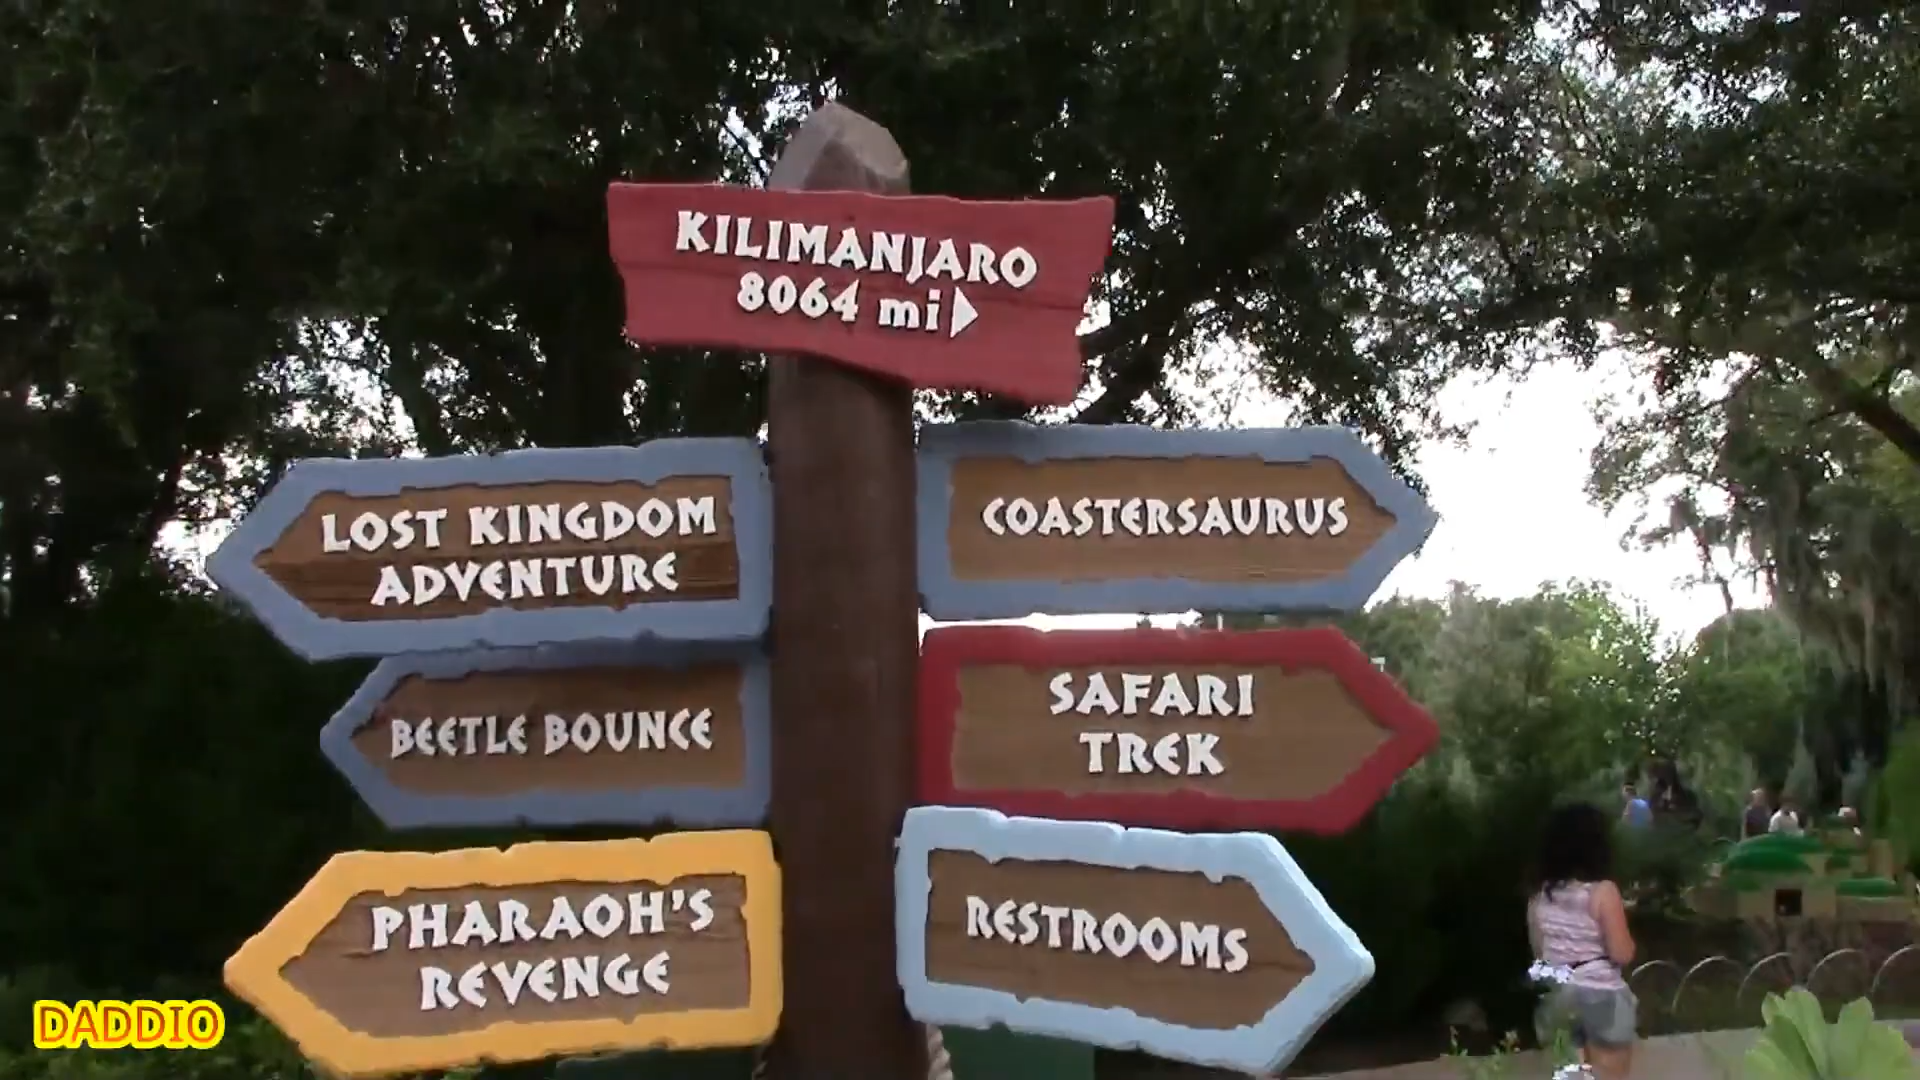 KILIMANJARO
8064 mi
LOST KINGDOM
ADVENTURE
COASTERSAURUS
BEETLE BOUNCE
SAFARI
TREK
PHARAOH'S
REVENGE
RESTROOMS
DADDIO